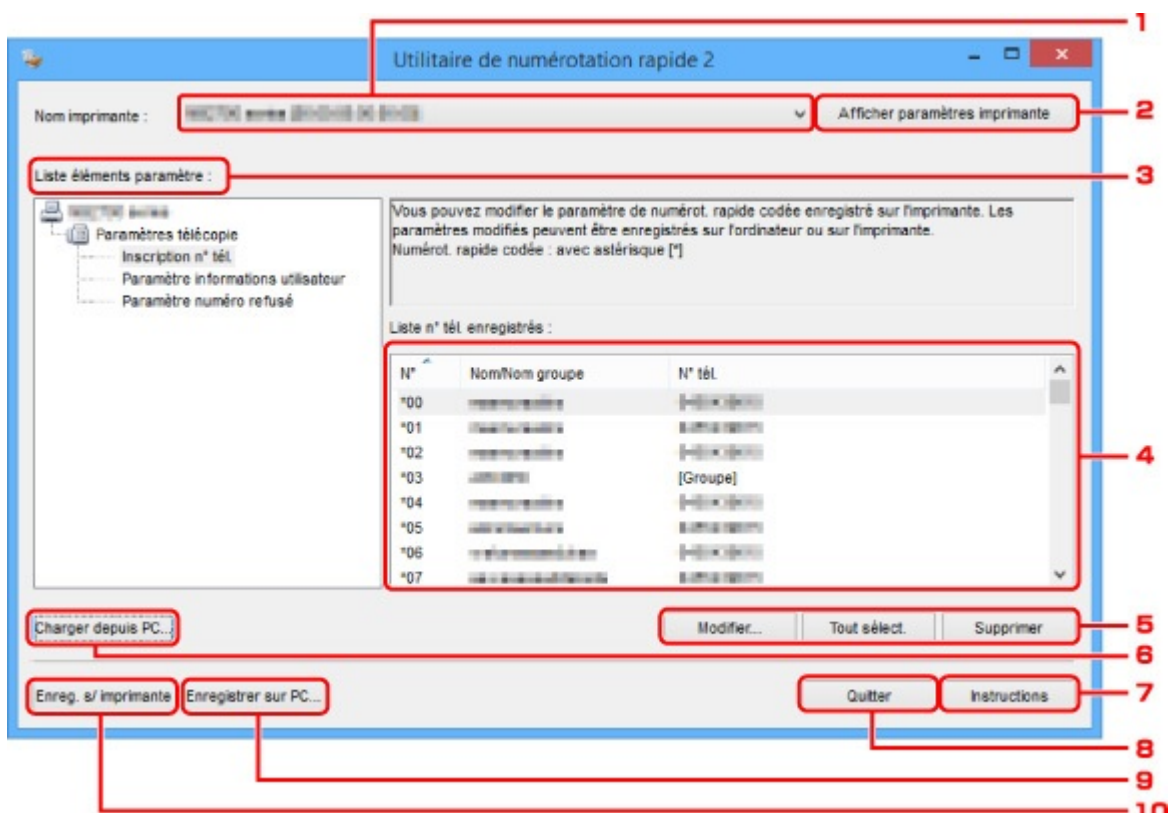 1
Utilitaire de numérotation rapide 2
Nom imprimante :
Afficher paramètres imprimante
2
Liste éléments paramètre :
3
Paramètres télécopie
Inscription n° tél.
Paramètre informations utilisateur
Paramètre numéro refusé
Vous pouvez modifier le paramètre de numérot. rapide codée enregistré sur l'imprimante. Les
paramètres modifiés peuvent être enregistrés sur l'ordinateur ou sur l'imprimante.
Numérot. rapide codée : avec astérisque [*]
Liste n° tél. enregistrés :
N° Nom/Nom groupe N° tél.
*00
*01
*02
*03 [Groupe]
*04
*05
*06
*07
4
Charger depuis PC...
Modifier... Tout sélect. Supprimer
5
6
Enreg. s/ imprimante Enregistrer sur PC... Quitter Instructions
7
8
9
10